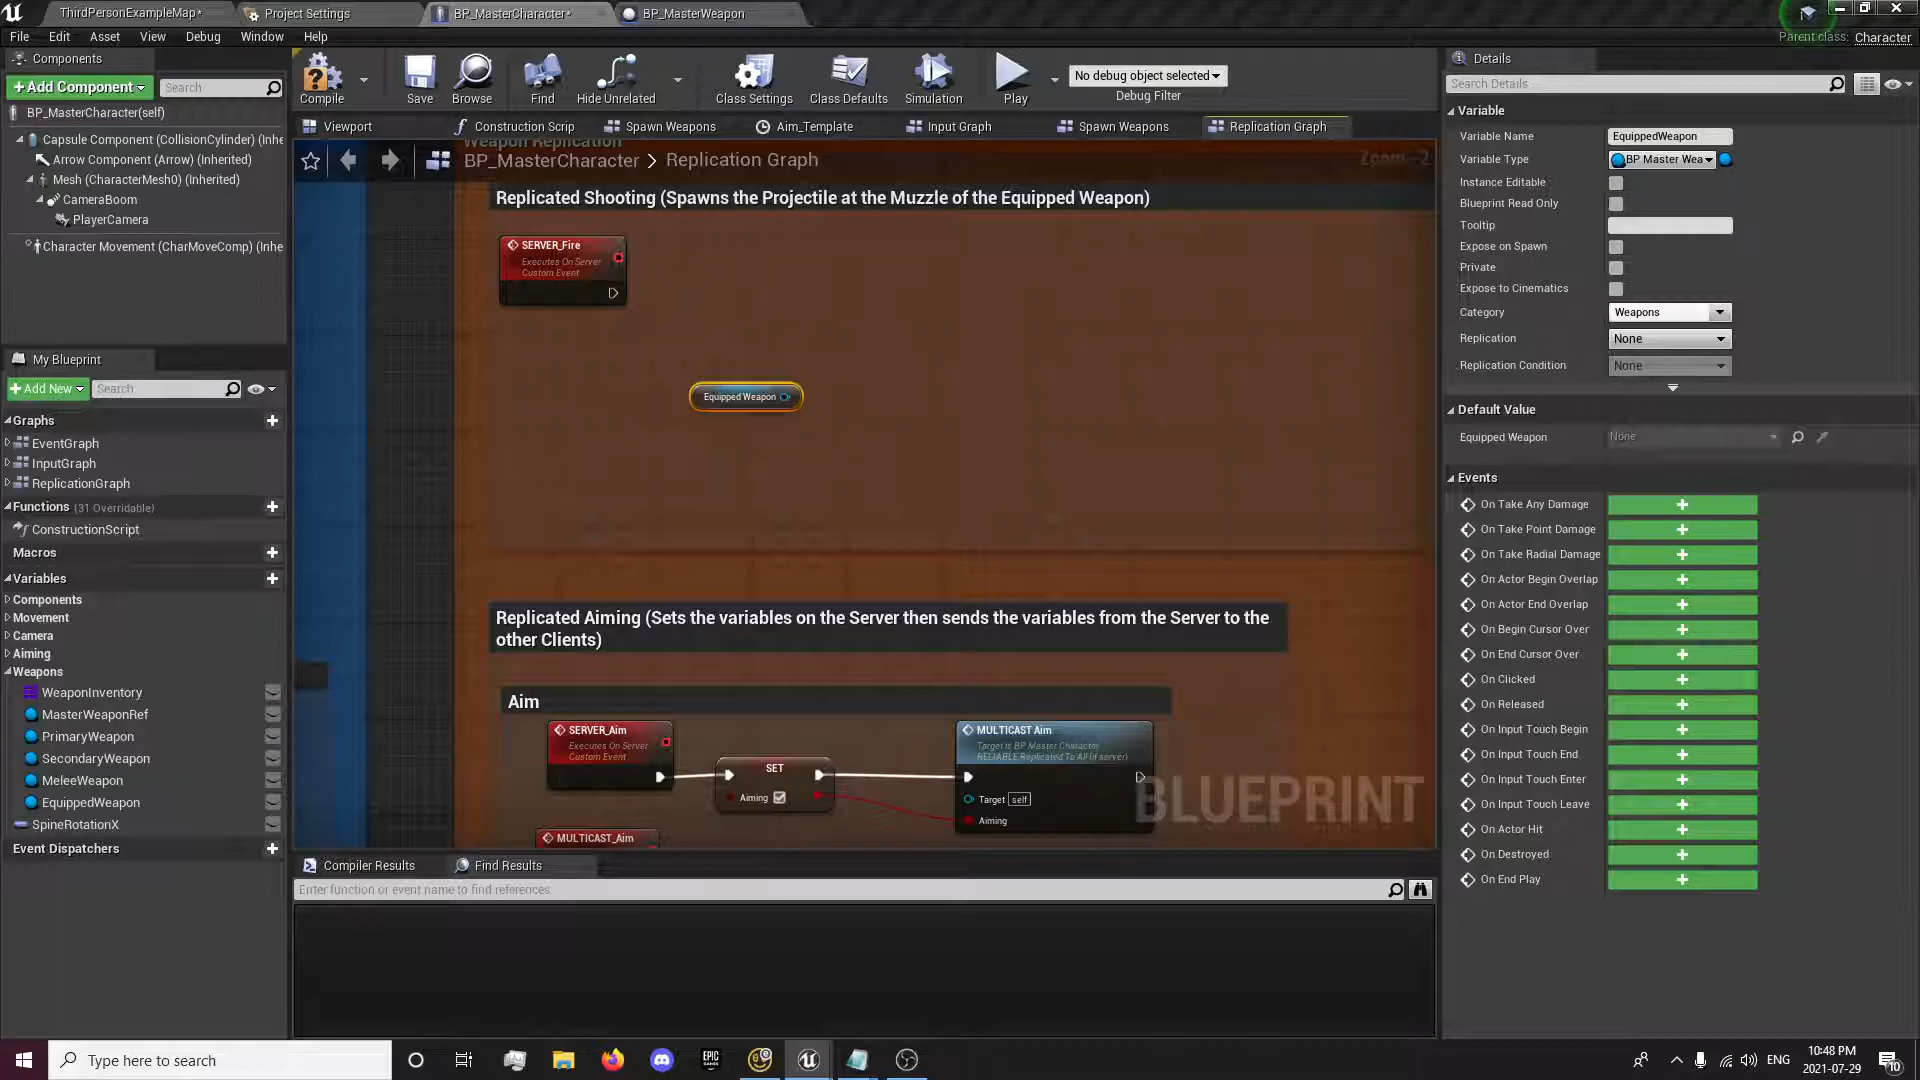 ThirdPersonExampleMap*
Project Settings
BP_MasterCharacter*
BP_MasterWeapon
File Edit Asset View Debug Window Help
Parent class: Character
Components
+Add Component
Search
BP_MasterCharacter(self)
Capsule Component (CollisionCylinder) (Inhe
Arrow Component (Arrow) (Inherited)
Mesh (CharacterMesh0) (Inherited)
CameraBoom
PlayerCamera
Character Movement (CharMoveComp) (Inhe
My Blueprint
+Add New
Search
Graphs
EventGraph
InputGraph
ReplicationGraph
Functions (31 Overridable)
ConstructionScript
Macros
Variables
Components
Movement
Camera
Aiming
Weapons
WeaponInventory
MasterWeaponRef
PrimaryWeapon
SecondaryWeapon
MeleeWeapon
EquippedWeapon
SpineRotationX
Event Dispatchers
Compile
Save
Browse
Find
Hide Unrelated
Class Settings
Class Defaults
Simulation
Play
No debug object selected
Debug Filter
Viewport
Construction Scrip
Spawn Weapons
Aim_Template
Input Graph
Spawn Weapons
Replication Graph
Weapon Replication
BP_MasterCharacter > Replication Graph
Zoom -2
Replicated Shooting (Spawns the Projectile at the Muzzle of the Equipped Weapon)
SERVER_Fire
Executes On Server
Custom Event
Equipped Weapon
Replicated Aiming (Sets the variables on the Server then sends the variables from the Server to the
other Clients)
Aim
SERVER_Aim
Executes On Server
Custom Event
SET
Aiming
MULTICAST Aim
Target is BP Master Character
RELIABLE Replicated To All (if server)
Target self
Aiming
MULTICAST_Aim
BLUEPRINT
Compiler Results
Find Results
Enter function or event name to find references
Details
Search Details
Variable
Variable Name EquippedWeapon
Variable Type BP Master Wea
Instance Editable
Blueprint Read Only
Tooltip
Expose on Spawn
Private
Expose to Cinematics
Category Weapons
Replication None
Replication Condition None
Default Value
Equipped Weapon None
Events
On Take Any Damage
On Take Point Damage
On Take Radial Damage
On Actor Begin Overlap
On Actor End Overlap
On Begin Cursor Over
On End Cursor Over
On Clicked
On Released
On Input Touch Begin
On Input Touch End
On Input Touch Enter
On Input Touch Leave
On Actor Hit
On Destroyed
On End Play
Type here to search
EPIC
GAMES
ENG
10:48 PM
2021-07-29
10